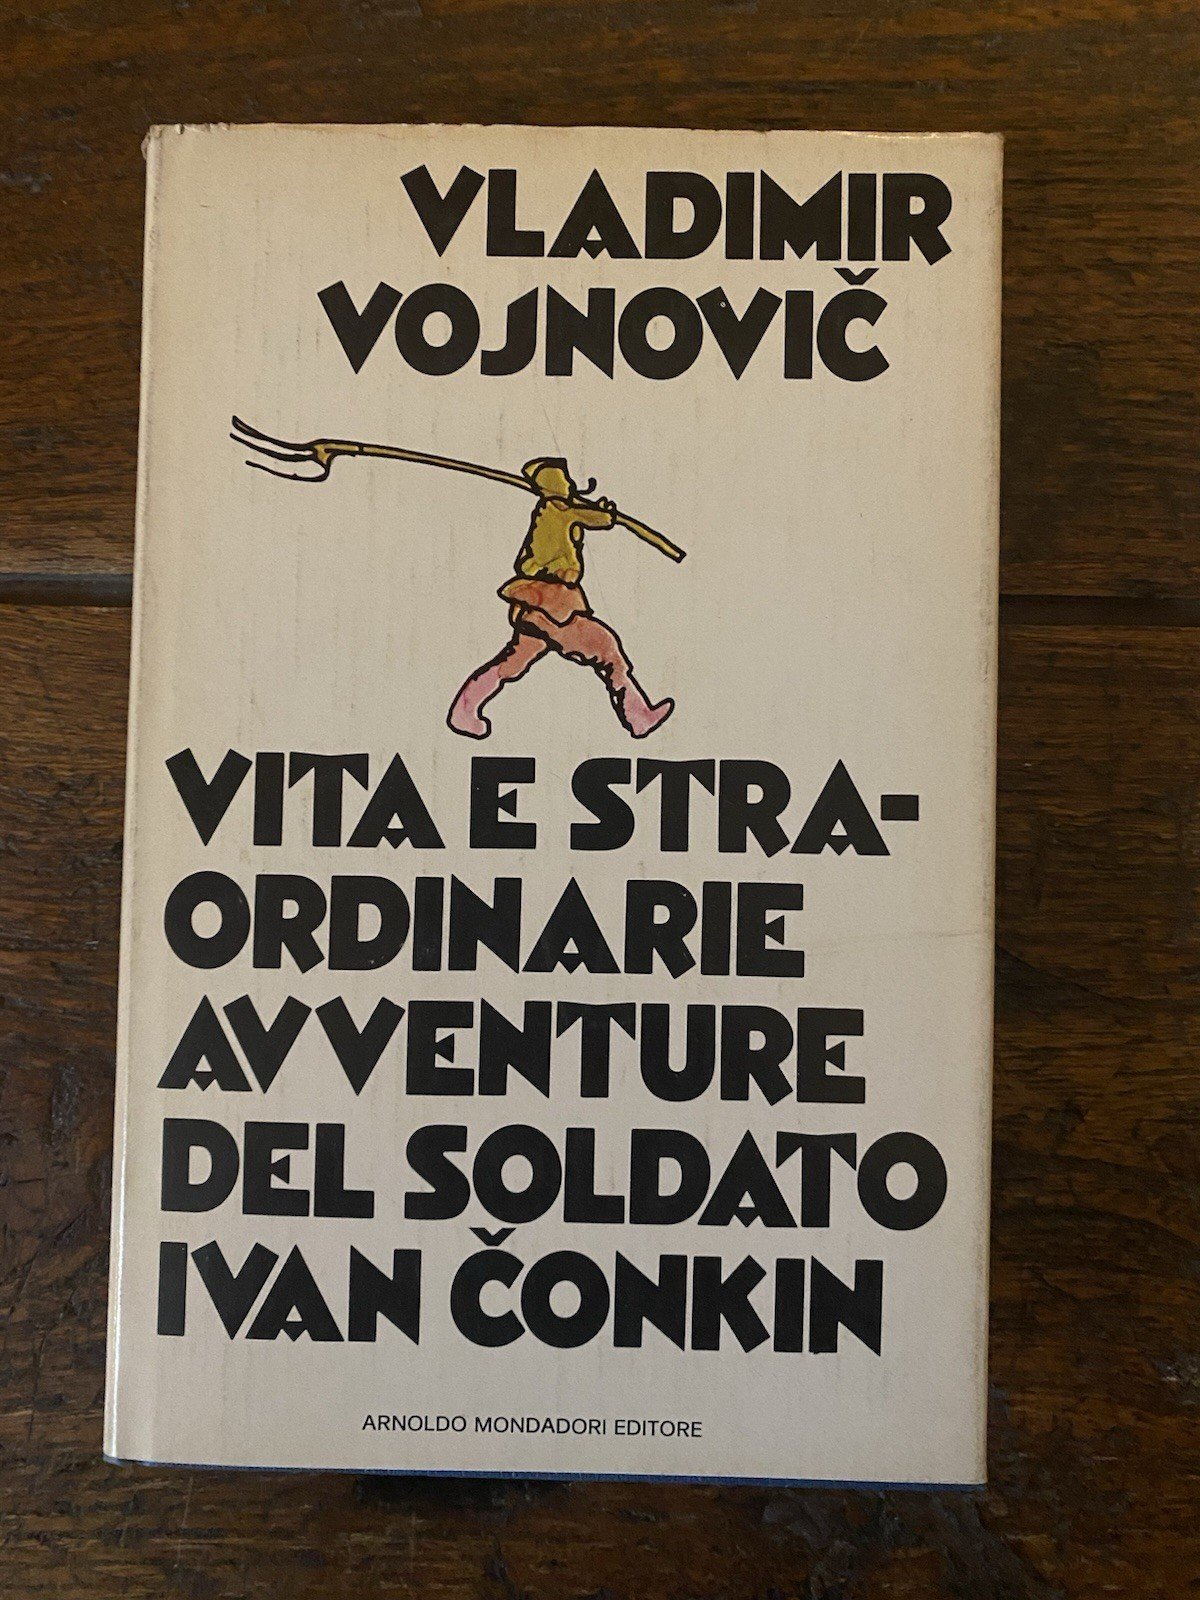 VLADIMIR
VOJNOVIČ
VITA E STRA-
ORDINARIE
AVVENTURE
DEL SOLDATO
IVAN ČONKIN
ARNOLDO MONDADORI EDITORE